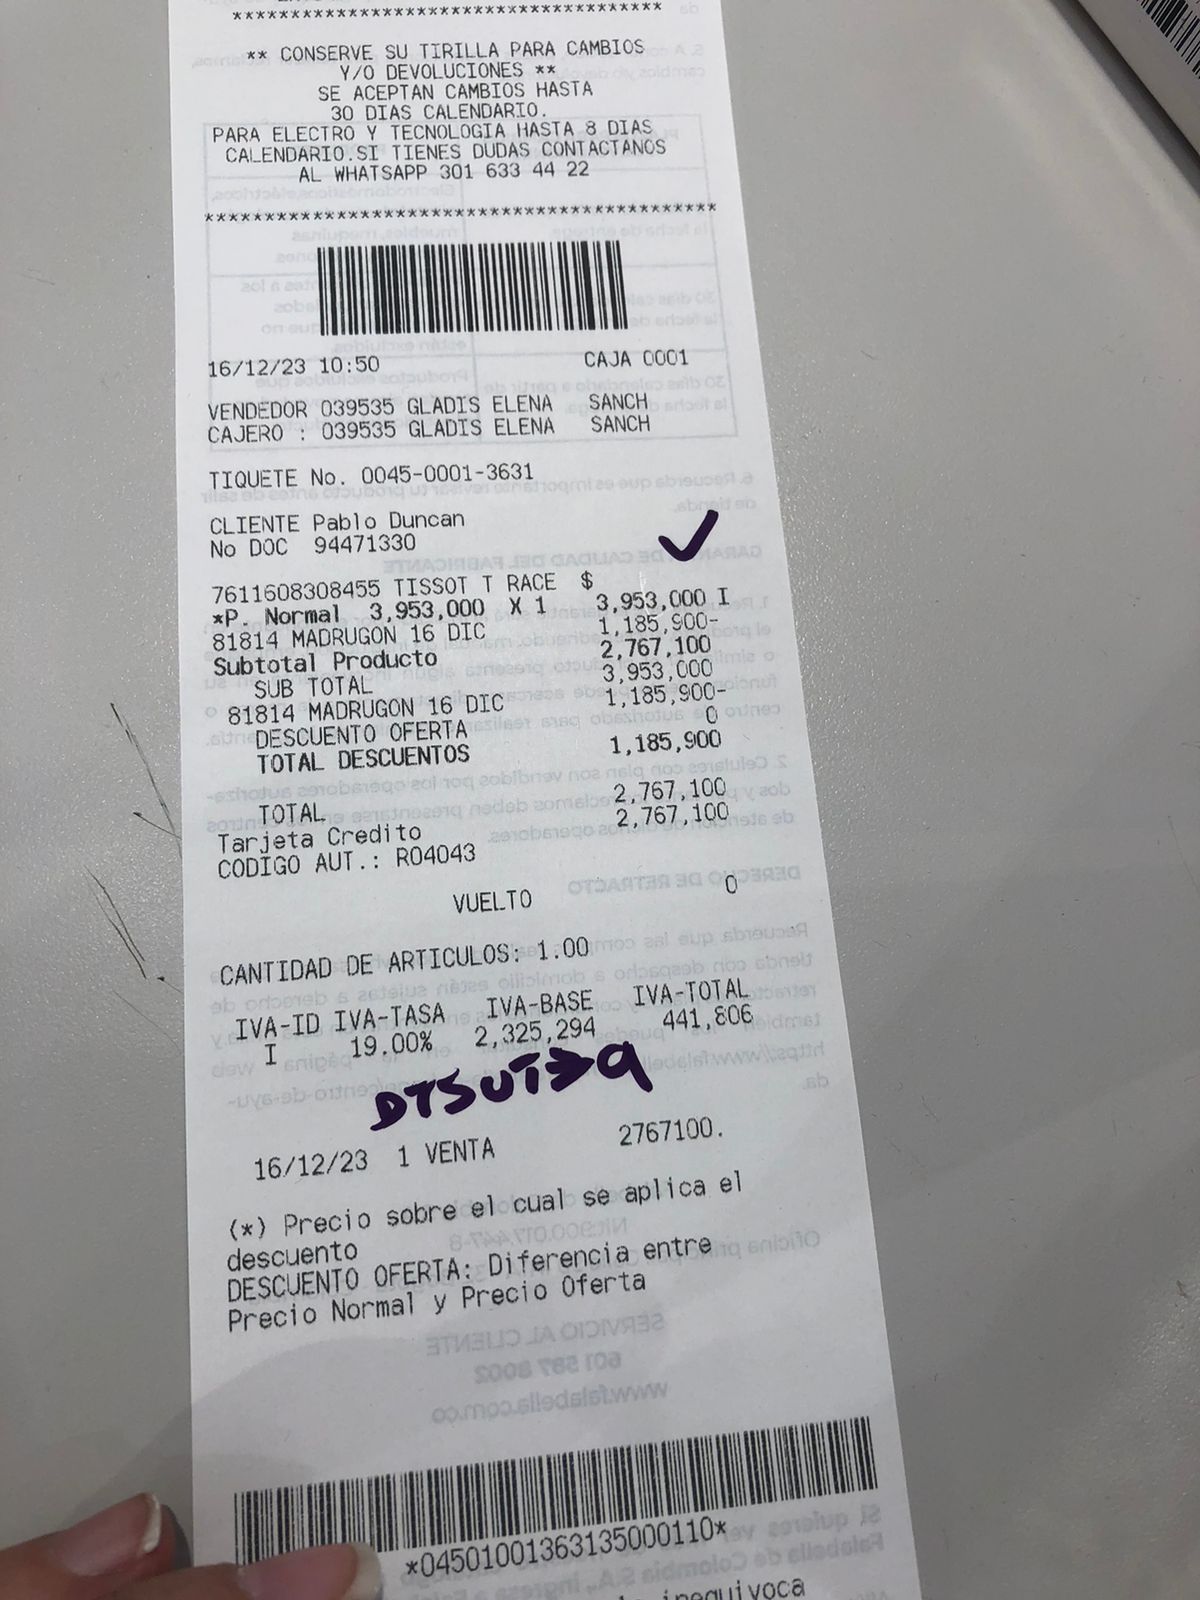 ****************************************
** CONSERVE SU TIRILLA PARA CAMBIOS
Y/O DEVOLUCIONES **
SE ACEPTAN CAMBIOS HASTA
30 DIAS CALENDARIO.
PARA ELECTRO Y TECNOLOGIA HASTA 8 DIAS
CALENDARIO.SI TIENES DUDAS CONTACTANOS
AL WHATSAPP 301 633 44 22
****************************************
16/12/23 10:50 CAJA 0001
VENDEDOR 039535 GLADIS ELENA SANCH
CAJERO : 039535 GLADIS ELENA SANCH
TIQUETE No. 0045-0001-3631
CLIENTE Pablo Duncan
No DOC 94471330
7611608308455 TISSOT T RACE $
*P. Normal 3,953,000 X 1 3,953,000 I
81814 MADRUGON 16 DIC 1,185,900-
Subtotal Producto 2,767,100
SUB TOTAL 3,953,000
81814 MADRUGON 16 DIC 1,185,900-
DESCUENTO OFERTA 0
TOTAL DESCUENTOS 1,185,900
TOTAL 2,767,100
Tarjeta Credito 2,767,100
CODIGO AUT.: R04043
VUELTO 0
CANTIDAD DE ARTICULOS: 1.00
IVA-ID IVA-TASA IVA-BASE IVA-TOTAL
I 19.00% 2,325,294 441,806
16/12/23 1 VENTA 2767100.
(*) Precio sobre el cual se aplica el
descuento
DESCUENTO OFERTA: Diferencia entre
Precio Normal y Precio Oferta
*04501001363135000110*
inequivoca